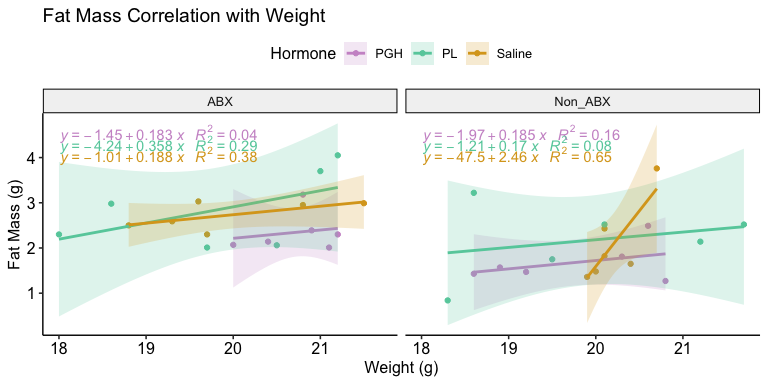 Fat Mass Correlation with Weight
Hormone PGH PL Saline
ABX Non_ABX
y = −1.45 + 0.183 x R² = 0.04 y = −1.97 + 0.185 x R² = 0.16
y = −4.24 + 0.358 x R² = 0.29 y = −1.21 + 0.17 x R² = 0.08
y = −1.01 + 0.188 x R² = 0.38 y = −47.5 + 2.46 x R² = 0.65
4
3
2
1
Fat Mass (g)
18 19 20 21 18 19 20 21
Weight (g)